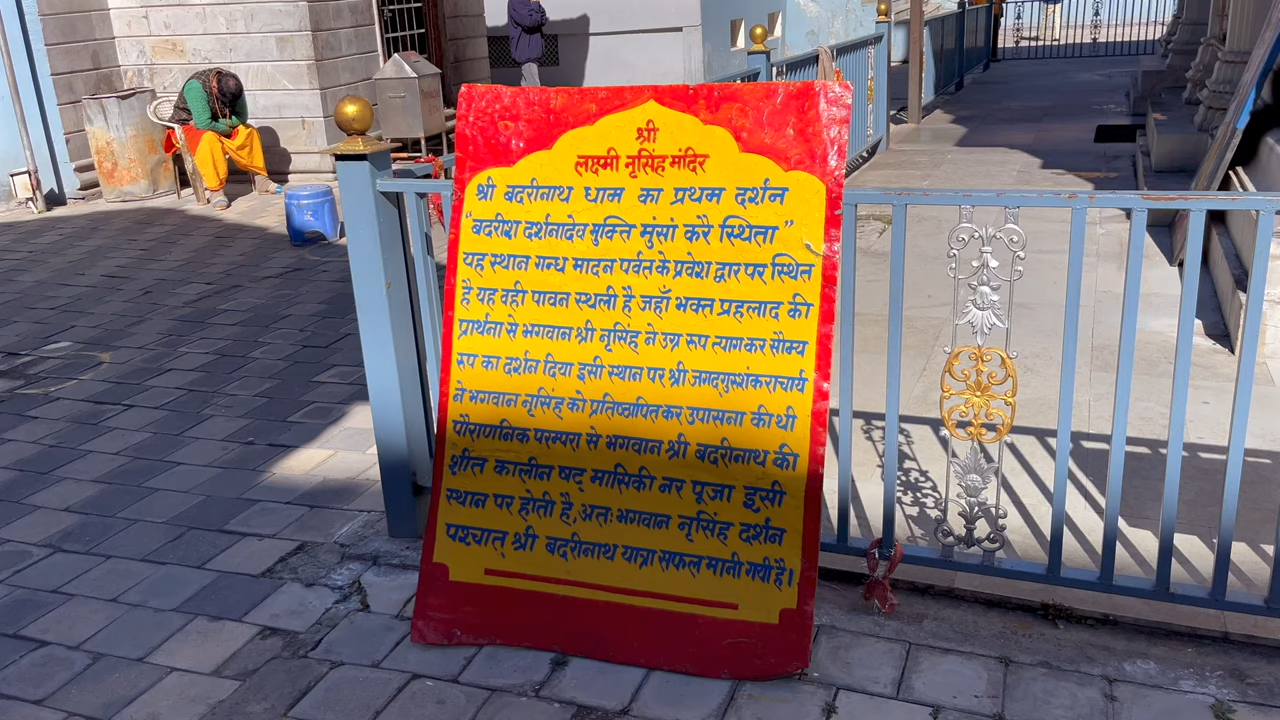 श्री
लक्ष्मी नृसिंह मंदिर
श्री बदरीनाथ धाम का प्रथम दर्शन
"बदरीश दर्शनादेव मुक्ति मुंसां करै स्थिता"
यह स्थान गन्ध मादन पर्वत के प्रवेश द्वार पर स्थित
है यह वही पावन स्थली है जहाँ भक्त प्रहलाद की
प्रार्थना से भगवान श्री नृसिंह ने उग्र रूप त्यागकर सौम्य
रूप का दर्शन दिया इसी स्थान पर श्री जगद्गुरुशंकराचार्य
ने भगवान नृसिंह को प्रतिष्ठापित कर उपासना की थी
पौराणनिक परम्परा से भगवान श्री बदरीनाथ की
शीत कालीन षट् मासिकी नर पूजा इसी
स्थान पर होती है, अतः भगवान नृसिंह दर्शन
पश्चात् श्री बदरीनाथ यात्रा सफल मानी गयी है।